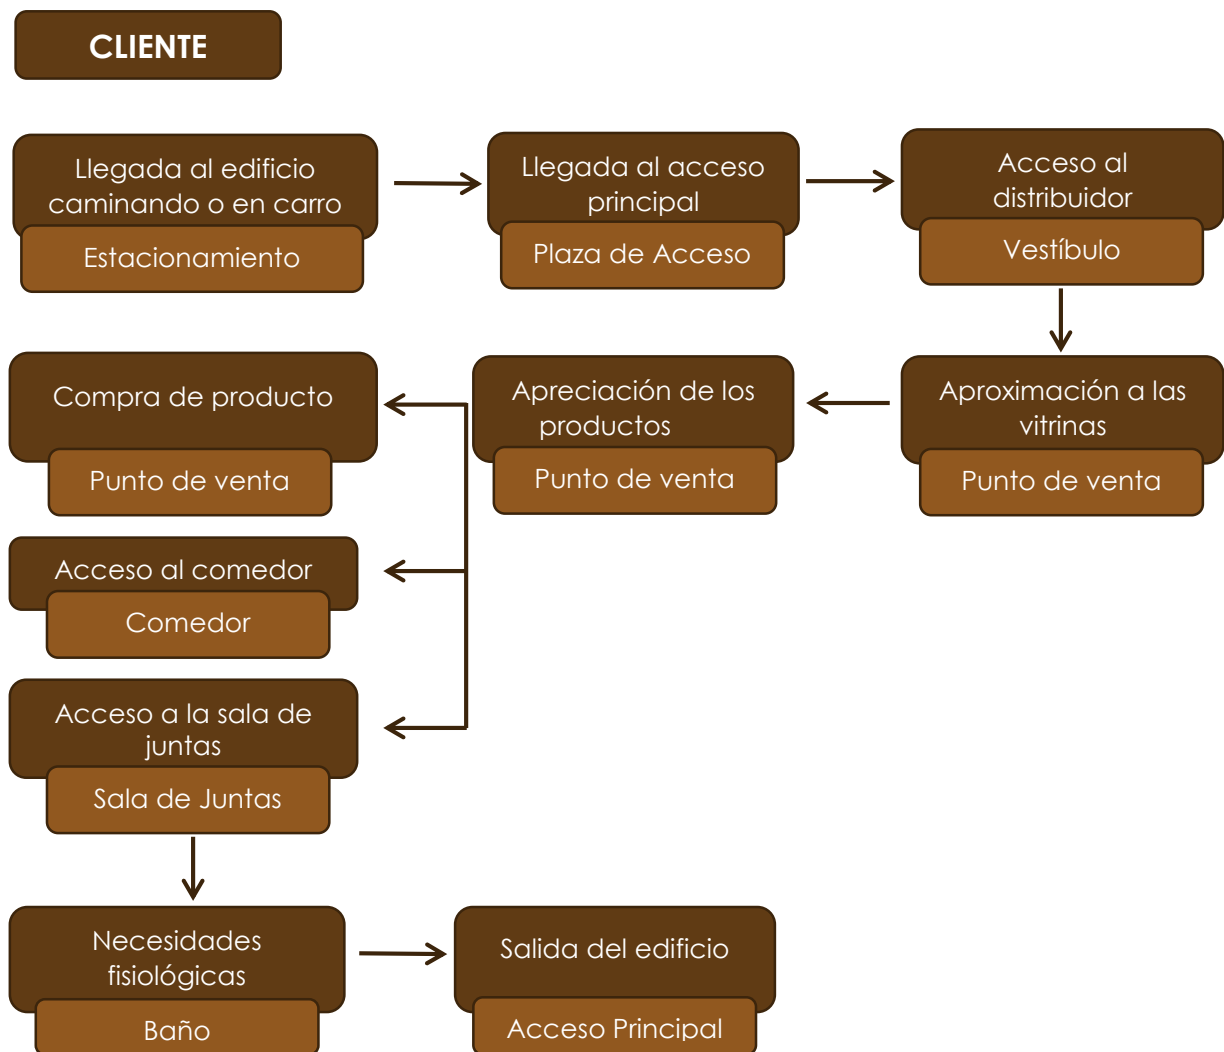 CLIENTE
Llegada al edificio
caminando o en carro
Estacionamiento
Llegada al acceso
principal
Plaza de Acceso
Acceso al
distribuidor
Vestíbulo
Compra de producto
Punto de venta
Apreciación de los
productos
Punto de venta
Aproximación a las
vitrinas
Punto de venta
Acceso al comedor
Comedor
Acceso a la sala de
juntas
Sala de Juntas
Necesidades
fisiológicas
Baño
Salida del edificio
Acceso Principal